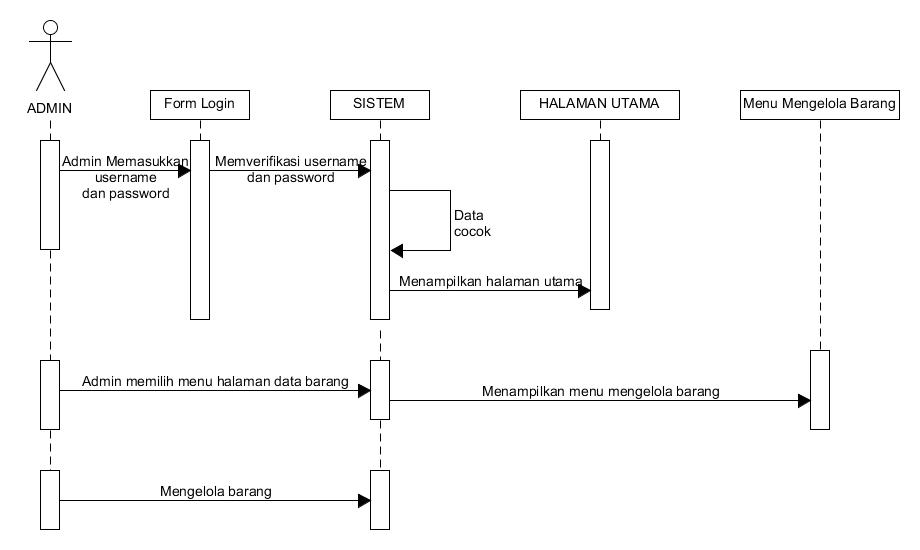 ADMIN
Form Login
SISTEM
HALAMAN UTAMA
Menu Mengelola Barang
Admin Memasukkan
username
dan password
Memverifikasi username
dan password
Data
cocok
Menampilkan halaman utama
Admin memilih menu halaman data barang
Menampilkan menu mengelola barang
Mengelola barang